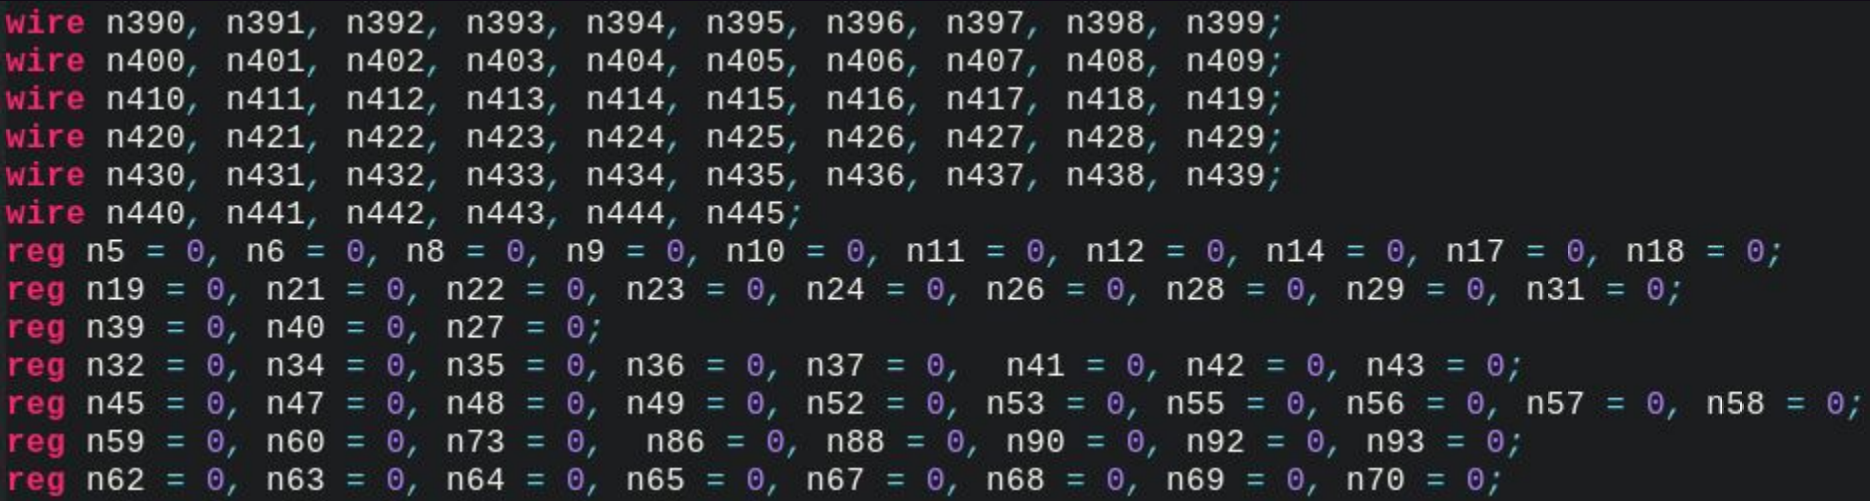 wire n390, n391, n392, n393, n394, n395, n396, n397, n398, n399;
wire n400, n401, n402, n403, n404, n405, n406, n407, n408, n409;
wire n410, n411, n412, n413, n414, n415, n416, n417, n418, n419;
wire n420, n421, n422, n423, n424, n425, n426, n427, n428, n429;
wire n430, n431, n432, n433, n434, n435, n436, n437, n438, n439;
wire n440, n441, n442, n443, n444, n445;
reg n5 = 0, n6 = 0, n8 = 0, n9 = 0, n10 = 0, n11 = 0, n12 = 0, n14 = 0, n17 = 0, n18 = 0;
reg n19 = 0, n21 = 0, n22 = 0, n23 = 0, n24 = 0, n26 = 0, n28 = 0, n29 = 0, n31 = 0;
reg n39 = 0, n40 = 0, n27 = 0;
reg n32 = 0, n34 = 0, n35 = 0, n36 = 0, n37 = 0,  n41 = 0, n42 = 0, n43 = 0;
reg n45 = 0, n47 = 0, n48 = 0, n49 = 0, n52 = 0, n53 = 0, n55 = 0, n56 = 0, n57 = 0, n58 = 0;
reg n59 = 0, n60 = 0, n73 = 0,  n86 = 0, n88 = 0, n90 = 0, n92 = 0, n93 = 0;
reg n62 = 0, n63 = 0, n64 = 0, n65 = 0, n67 = 0, n68 = 0, n69 = 0, n70 = 0;